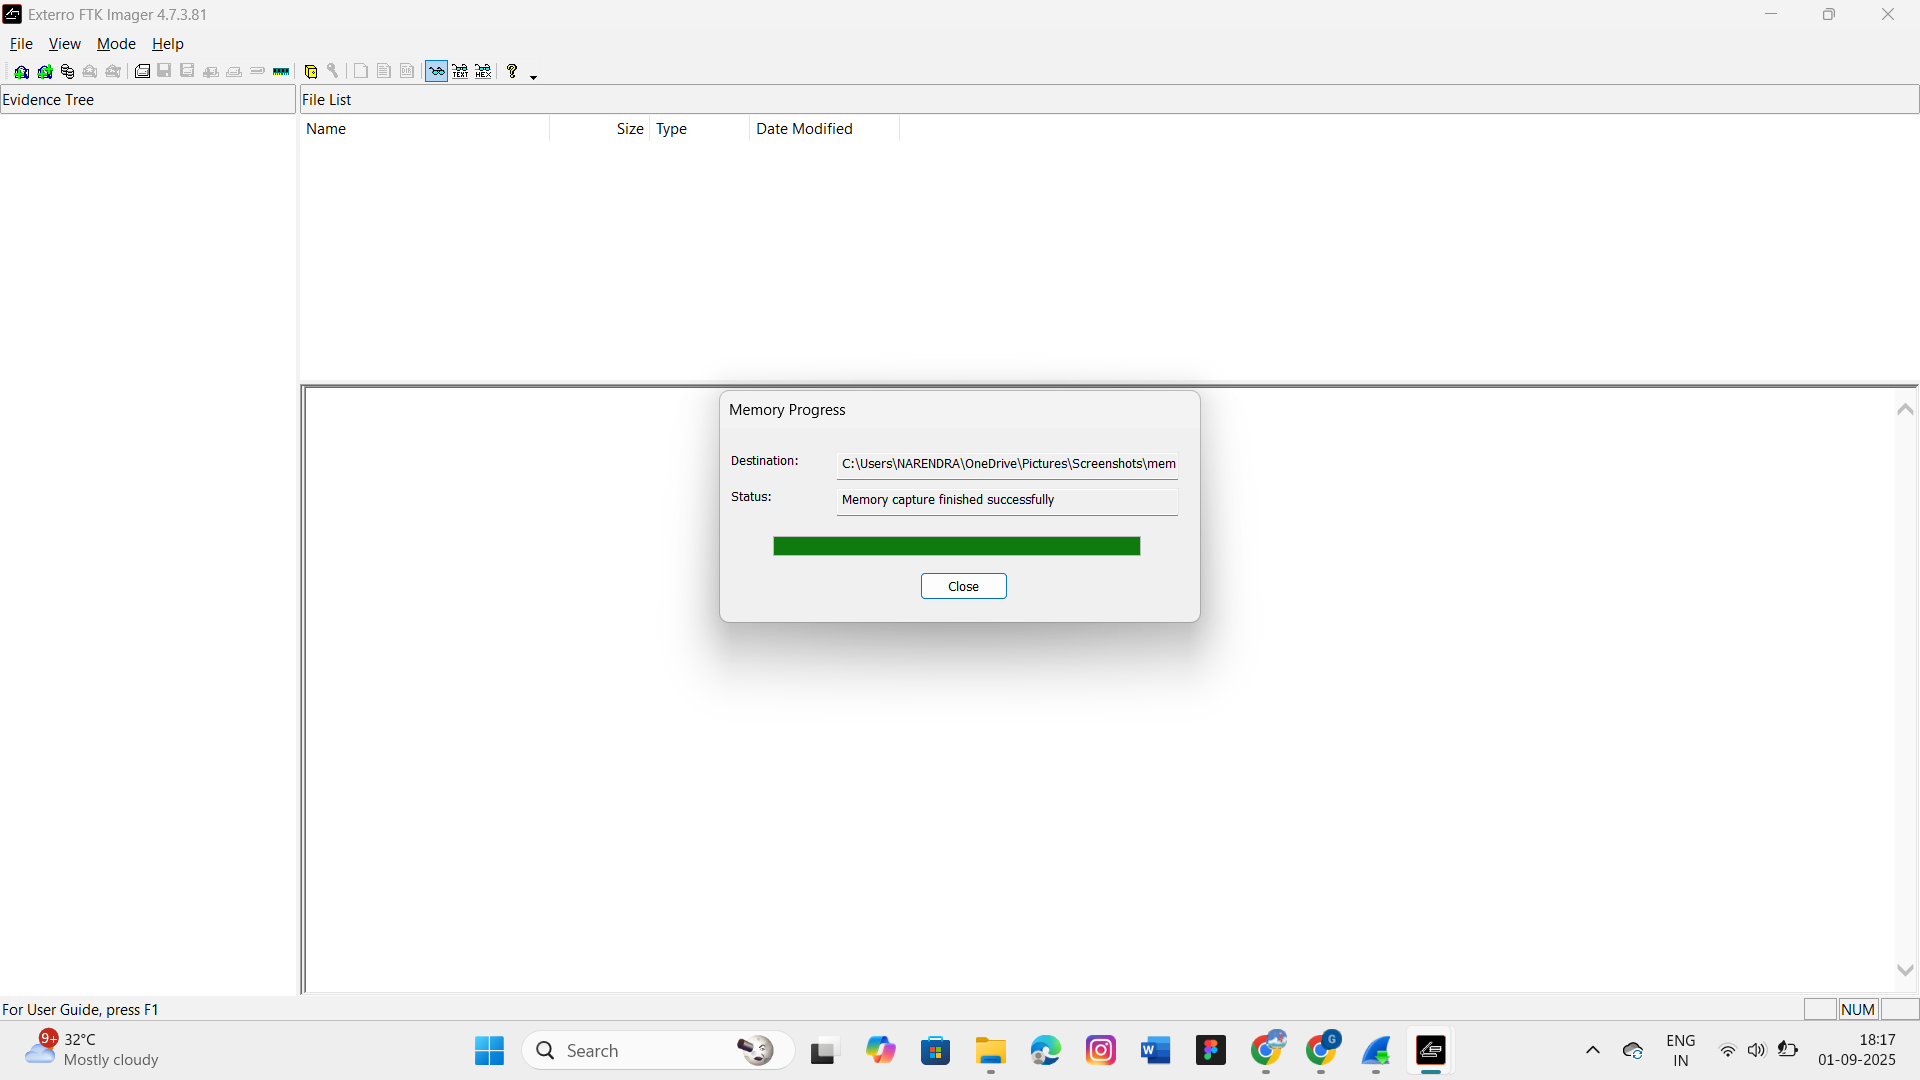 Exterro FTK Imager 4.7.3.81
File View Mode Help
TEXT HEX ?
Evidence Tree
File List
Name Size Type Date Modified
Memory Progress
Destination: C:\Users\NARENDRA\OneDrive\Pictures\Screenshots\mem
Status: Memory capture finished successfully
Close
For User Guide, press F1
NUM
9+ 32°C
Mostly cloudy
Search
W
G
ENG
IN
18:17
01-09-2025